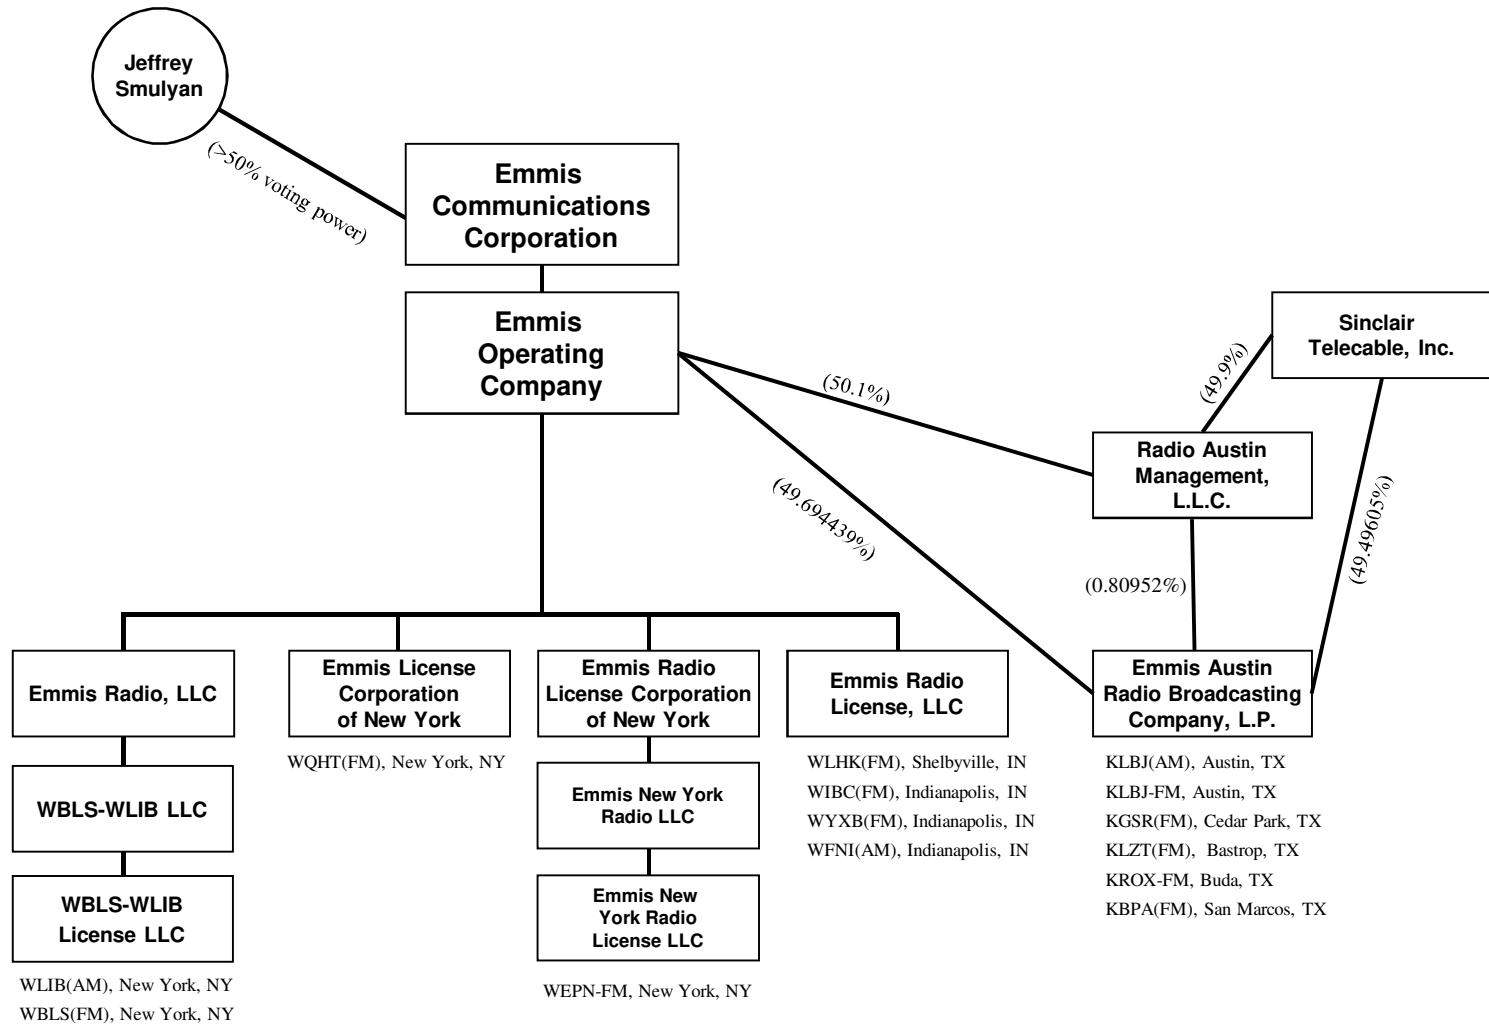 Jeffrey
Smulyan
(>50% voting power)
Emmis
Communications
Corporation
Emmis
Operating
Company
Sinclair
Telecable, Inc.
(50.1%)
(49.9%)
Radio Austin
Management,
L.L.C.
(49.694439%)
(49.49605%)
(0.80952%)
Emmis Radio, LLC
WBLS-WLIB LLC
WBLS-WLIB
License LLC
WLIB(AM), New York, NY
WBLS(FM), New York, NY
Emmis License
Corporation
of New York
WQHT(FM), New York, NY
Emmis Radio
License Corporation
of New York
Emmis New York
Radio LLC
Emmis New
York Radio
License LLC
WEPN-FM, New York, NY
Emmis Radio
License, LLC
WLHK(FM), Shelbyville, IN
WIBC(FM), Indianapolis, IN
WYXB(FM), Indianapolis, IN
WFNI(AM), Indianapolis, IN
Emmis Austin
Radio Broadcasting
Company, L.P.
KLBJ(AM), Austin, TX
KLBJ-FM, Austin, TX
KGSR(FM), Cedar Park, TX
KLZT(FM), Bastrop, TX
KROX-FM, Buda, TX
KBPA(FM), San Marcos, TX